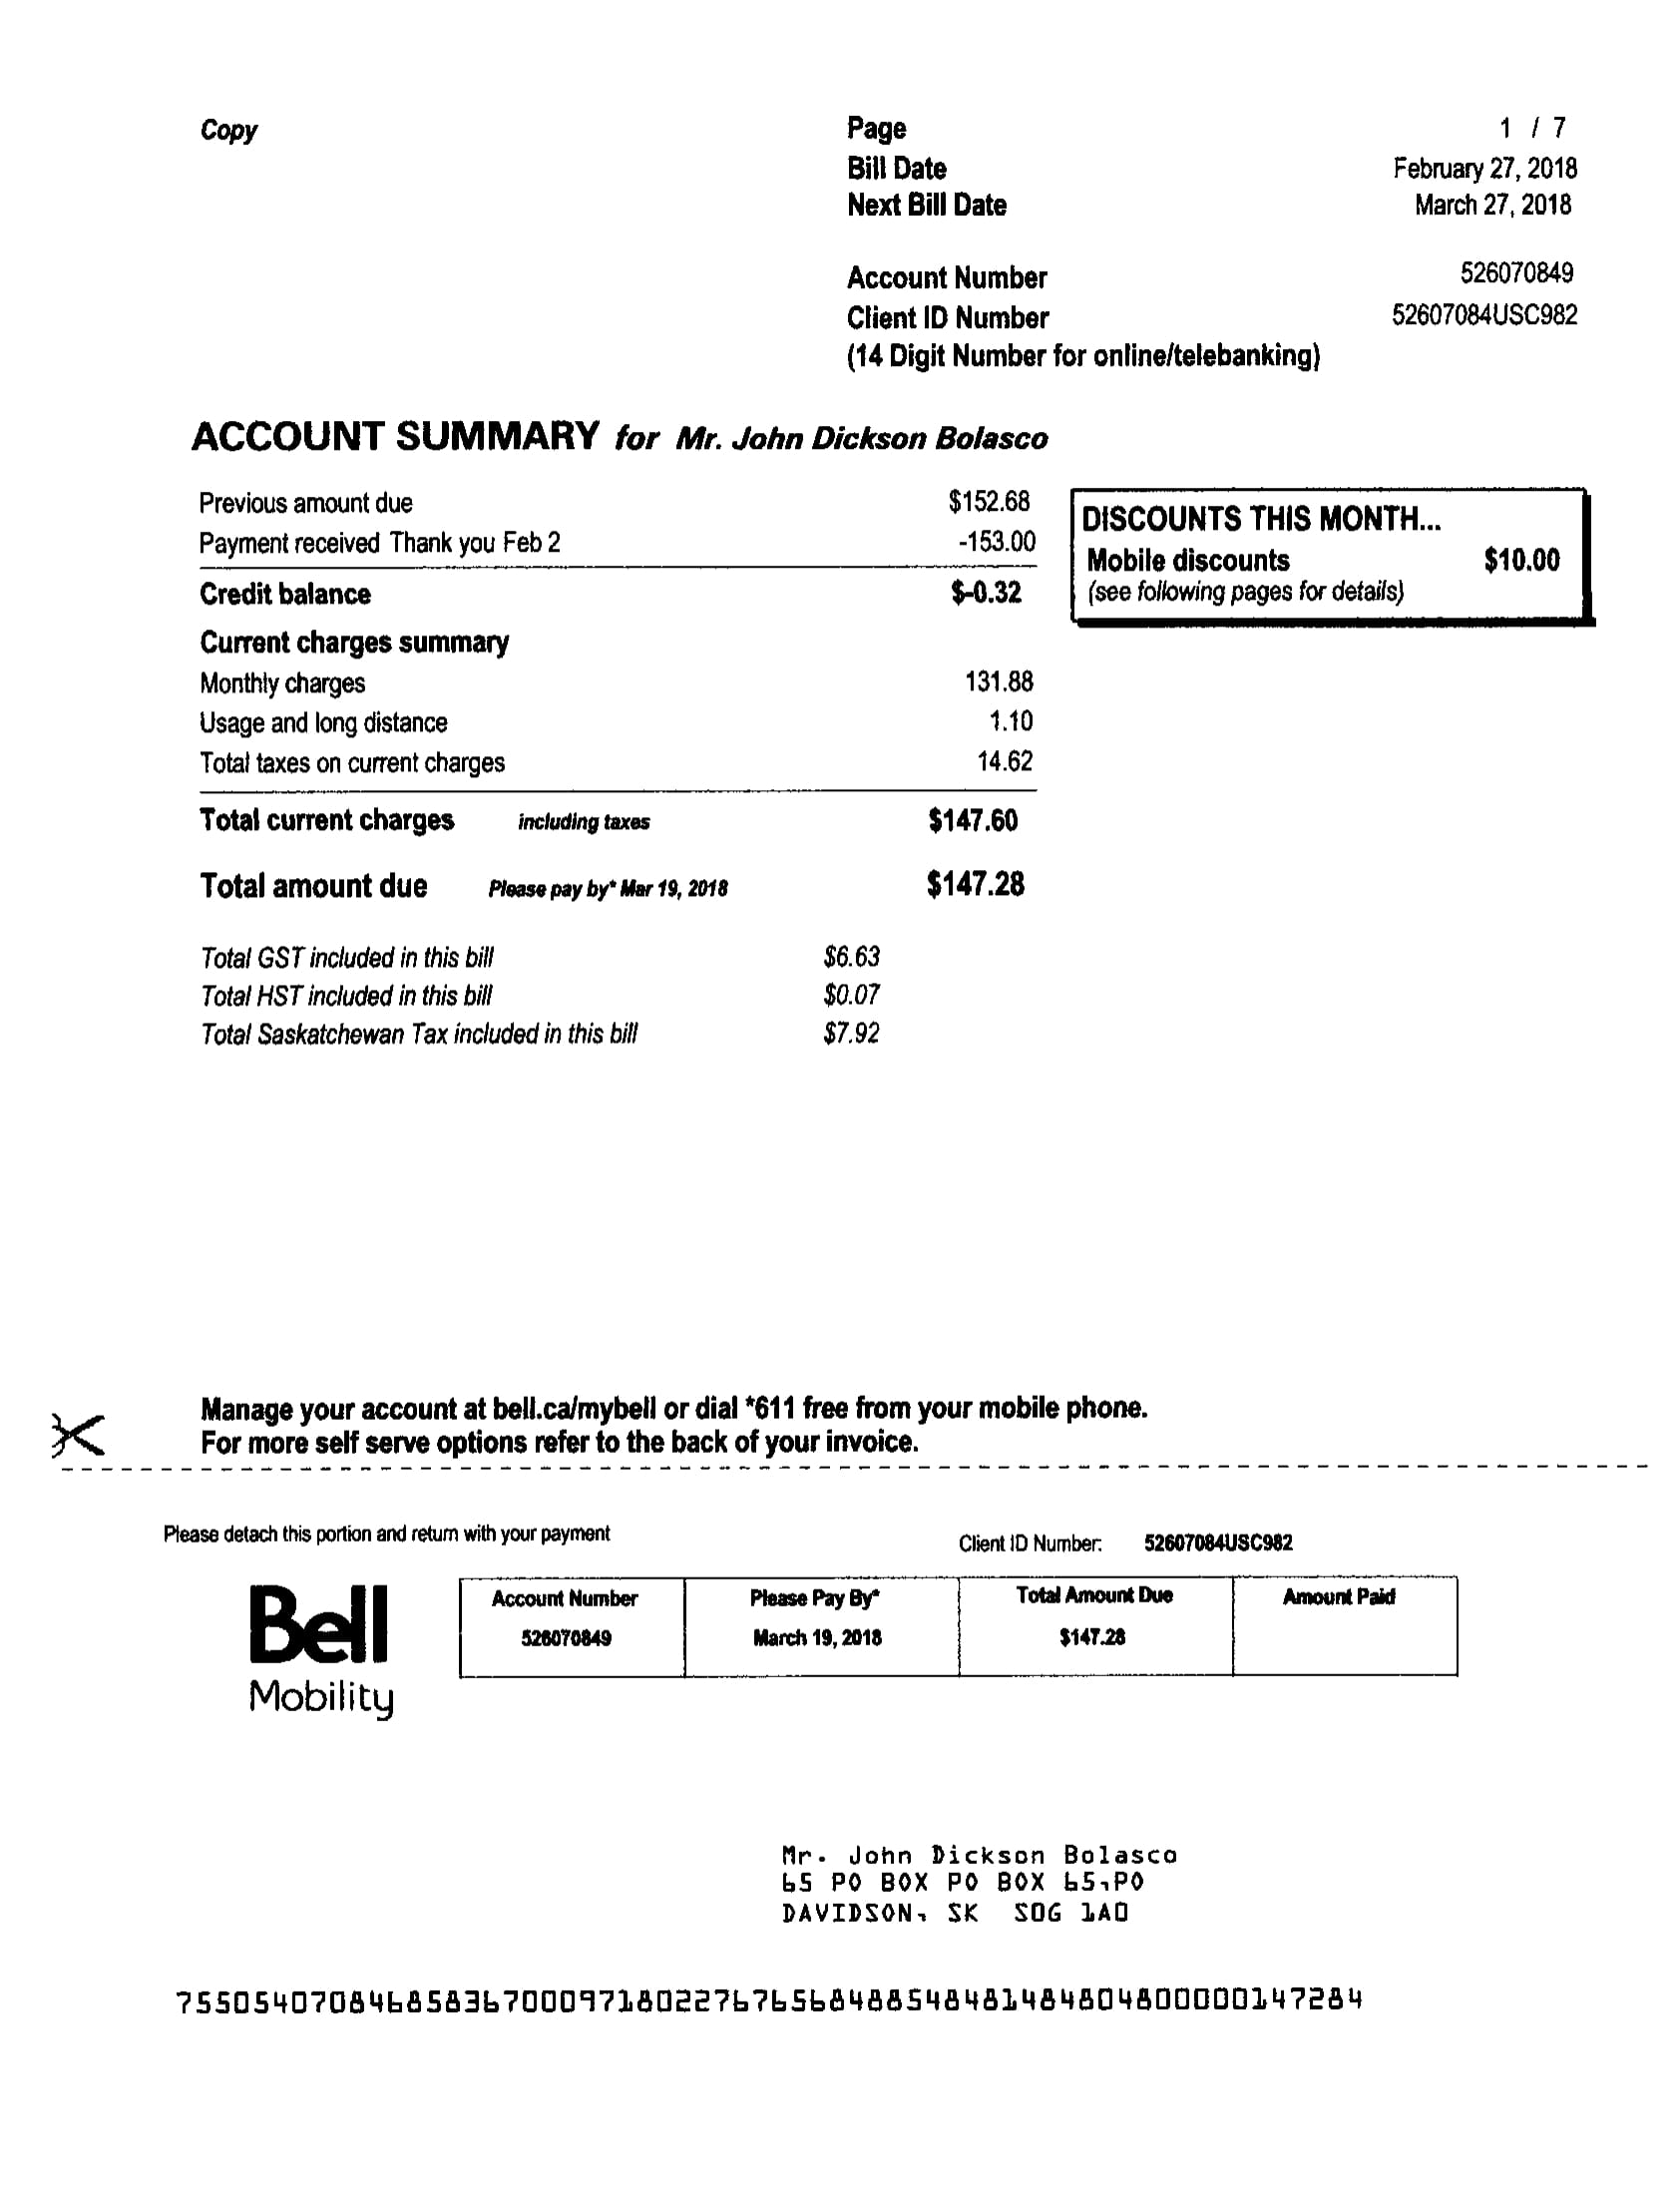 Copy
Page 1 / 7
Bill Date February 27, 2018
Next Bill Date March 27, 2018
Account Number 526070849
Client ID Number 52607084USC982
(14 Digit Number for online/telebanking)
ACCOUNT SUMMARY for Mr. John Dickson Bolasco
Previous amount due $152.68
Payment received Thank you Feb 2 -153.00
Credit balance $-0.32
DISCOUNTS THIS MONTH...
Mobile discounts $10.00
(see following pages for details)
Current charges summary
Monthly charges 131.88
Usage and long distance 1.10
Total taxes on current charges 14.62
Total current charges including taxes $147.60
Total amount due Please pay by* Mar 19, 2018 $147.28
Total GST included in this bill $6.63
Total HST included in this bill $0.07
Total Saskatchewan Tax included in this bill $7.92
Manage your account at bell.ca/mybell or dial *611 free from your mobile phone.
For more self serve options refer to the back of your invoice.
Please detach this portion and return with your payment
Client ID Number: 52607084USC982
Bell
Mobility
Account Number Please Pay By* Total Amount Due Amount Paid
526070849 March 19, 2018 $147.28
Mr. John Dickson Bolasco
65 PO BOX PO BOX 65,PO
DAVIDSON, SK S0G 1A0
755054070846858367000971802276765684885484814848048000001472​84